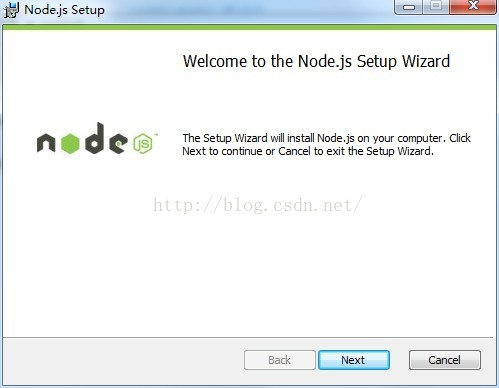 Node.js Setup
Welcome to the Node.js Setup Wizard
node JS™
The Setup Wizard will install Node.js on your computer. Click
Next to continue or Cancel to exit the Setup Wizard.
http://blog.csdn.net/
Back Next Cancel